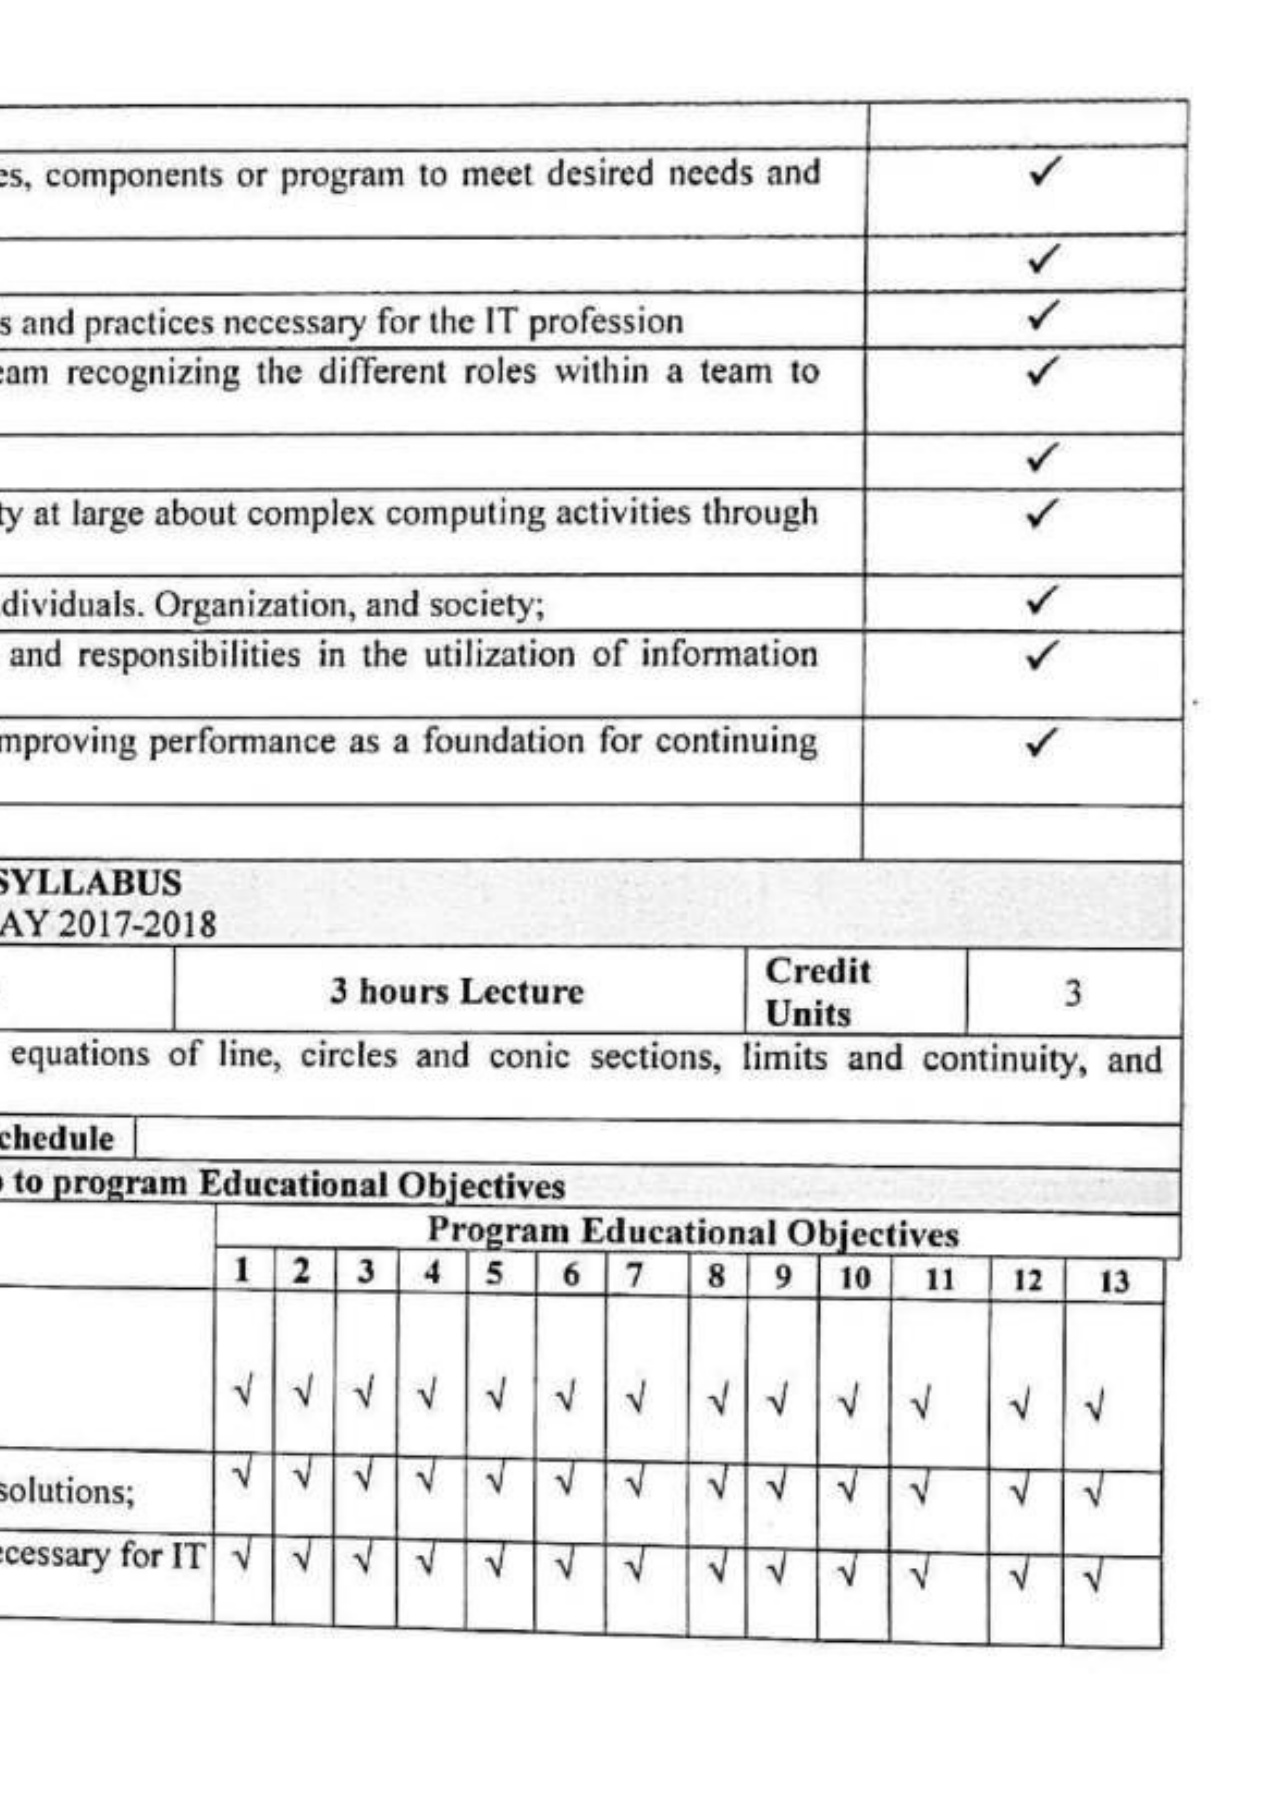 es, components or program to meet desired needs and ✓
✓
s and practices necessary for the IT profession ✓
eam recognizing the different roles within a team to ✓
✓
ty at large about complex computing activities through ✓
dividuals. Organization, and society; ✓
and responsibilities in the utilization of information ✓
mproving performance as a foundation for continuing ✓
SYLLABUS
AY 2017-2018
3 hours Lecture Credit Units 3
equations of line, circles and conic sections, limits and continuity, and
chedule
to program Educational Objectives
Program Educational Objectives
1 2 3 4 5 6 7 8 9 10 11 12 13
√ √ √ √ √ √ √ √ √ √ √ √ √
solutions; √ √ √ √ √ √ √ √ √ √ √ √ √
ecessary for IT √ √ √ √ √ √ √ √ √ √ √ √ √